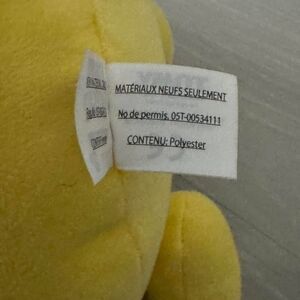 MATÉRIAUX NEUFS SEULEMENT
No de permis. 05T-00534111
CONTENU: Polyester